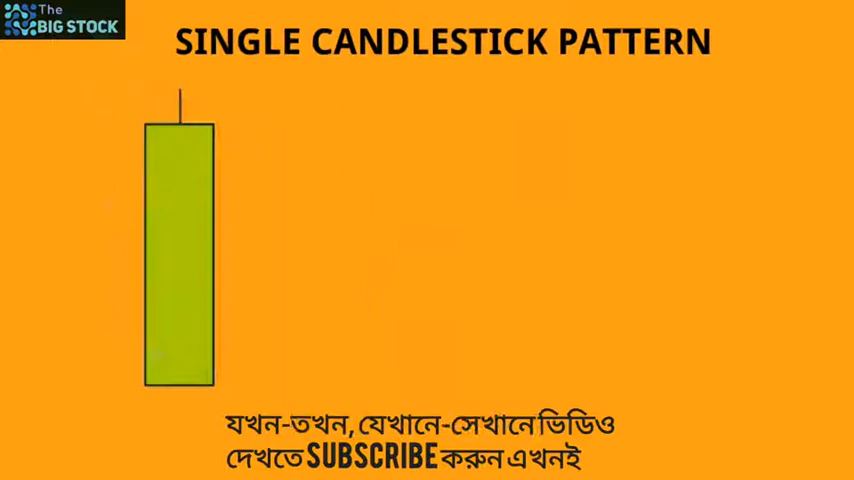 The
BIG STOCK
SINGLE CANDLESTICK PATTERN
যখন-তখন, যেখানে-সেখানে ভিডিও
দেখতে SUBSCRIBE করুন এখনই